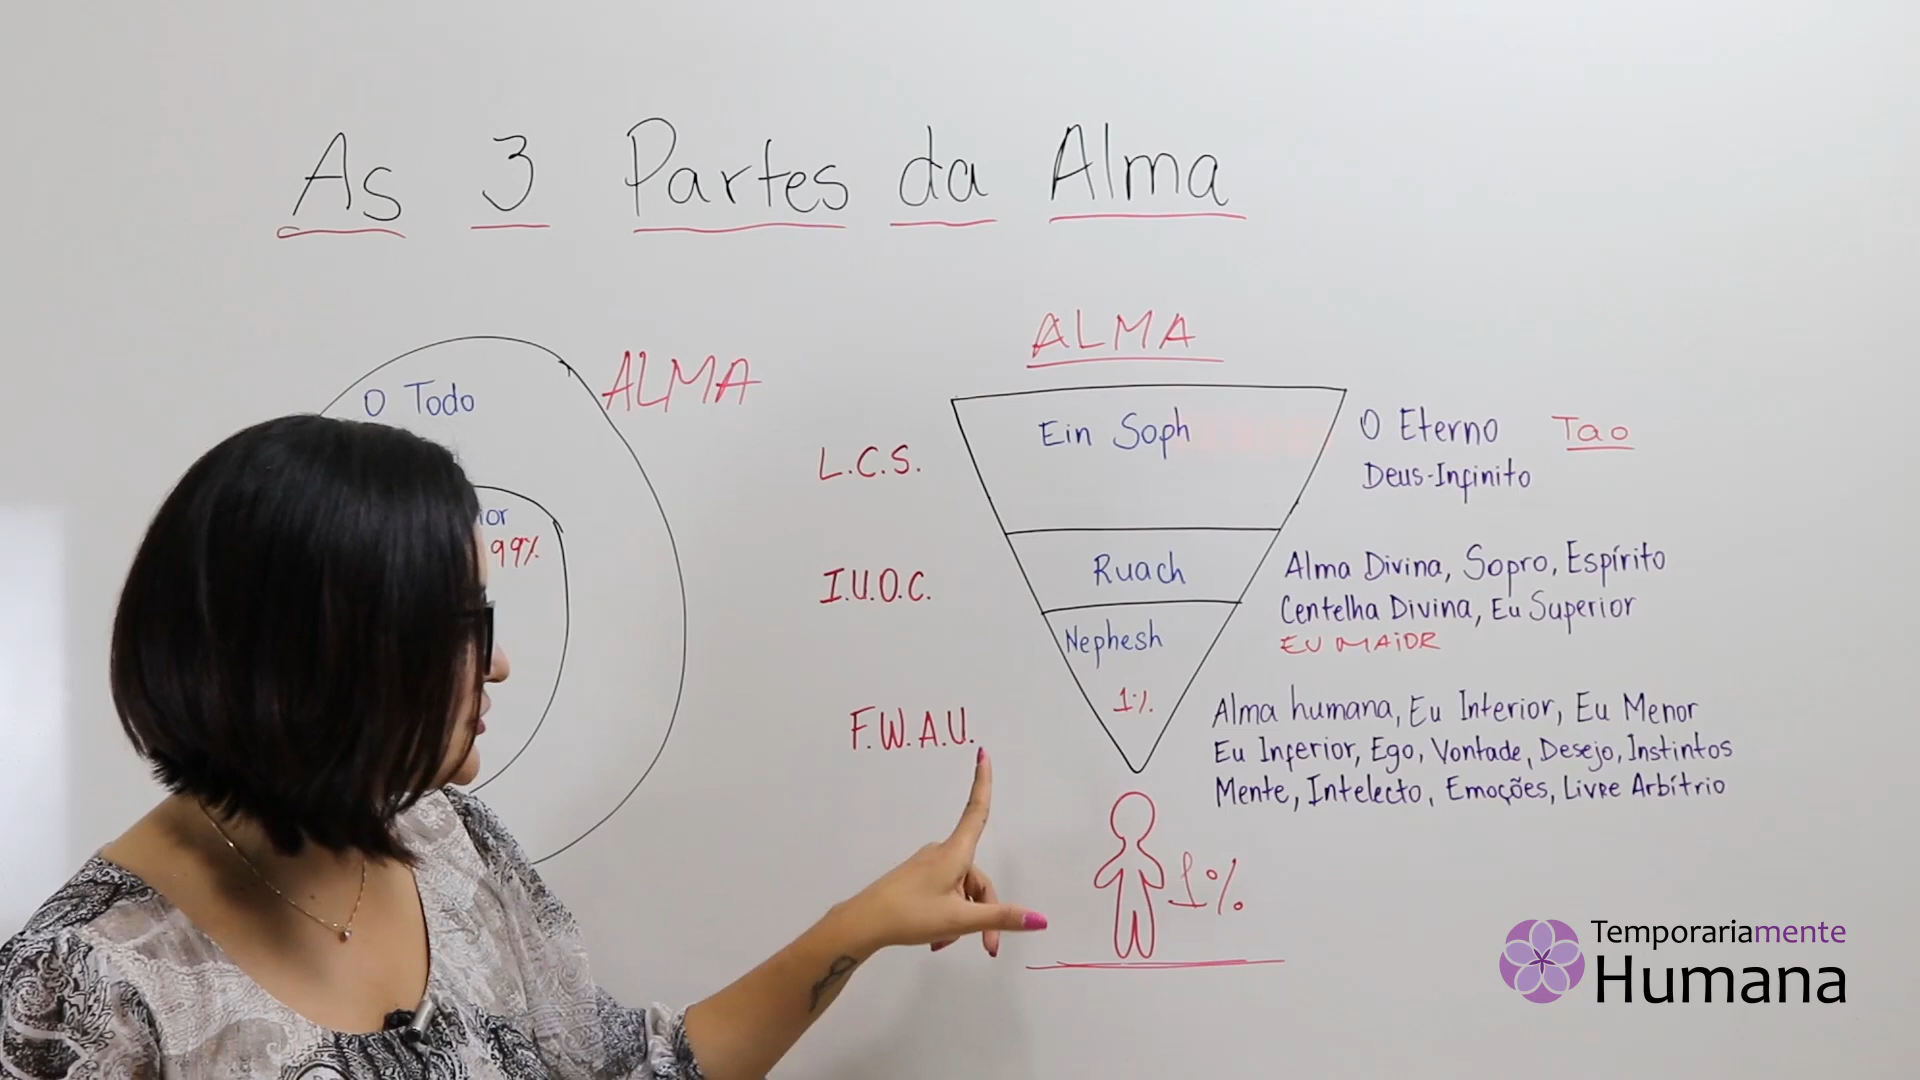 As 3 Partes da Alma
O Todo
ALMA
99%
ALMA
L.C.S.
Ein Soph
O Eterno Tao
Deus-Infinito
I.U.O.C.
Ruach
Alma Divina, Sopro, Espírito
Centelha Divina, Eu Superior
EU MAIOR
Nephesh
1%
F.W.A.U.
Alma humana, Eu Interior, Eu Menor
Eu Inferior, Ego, Vontade, Desejo, Instintos
Mente, Intelecto, Emoções, Livre Arbítrio
1%
Temporariamente
Humana